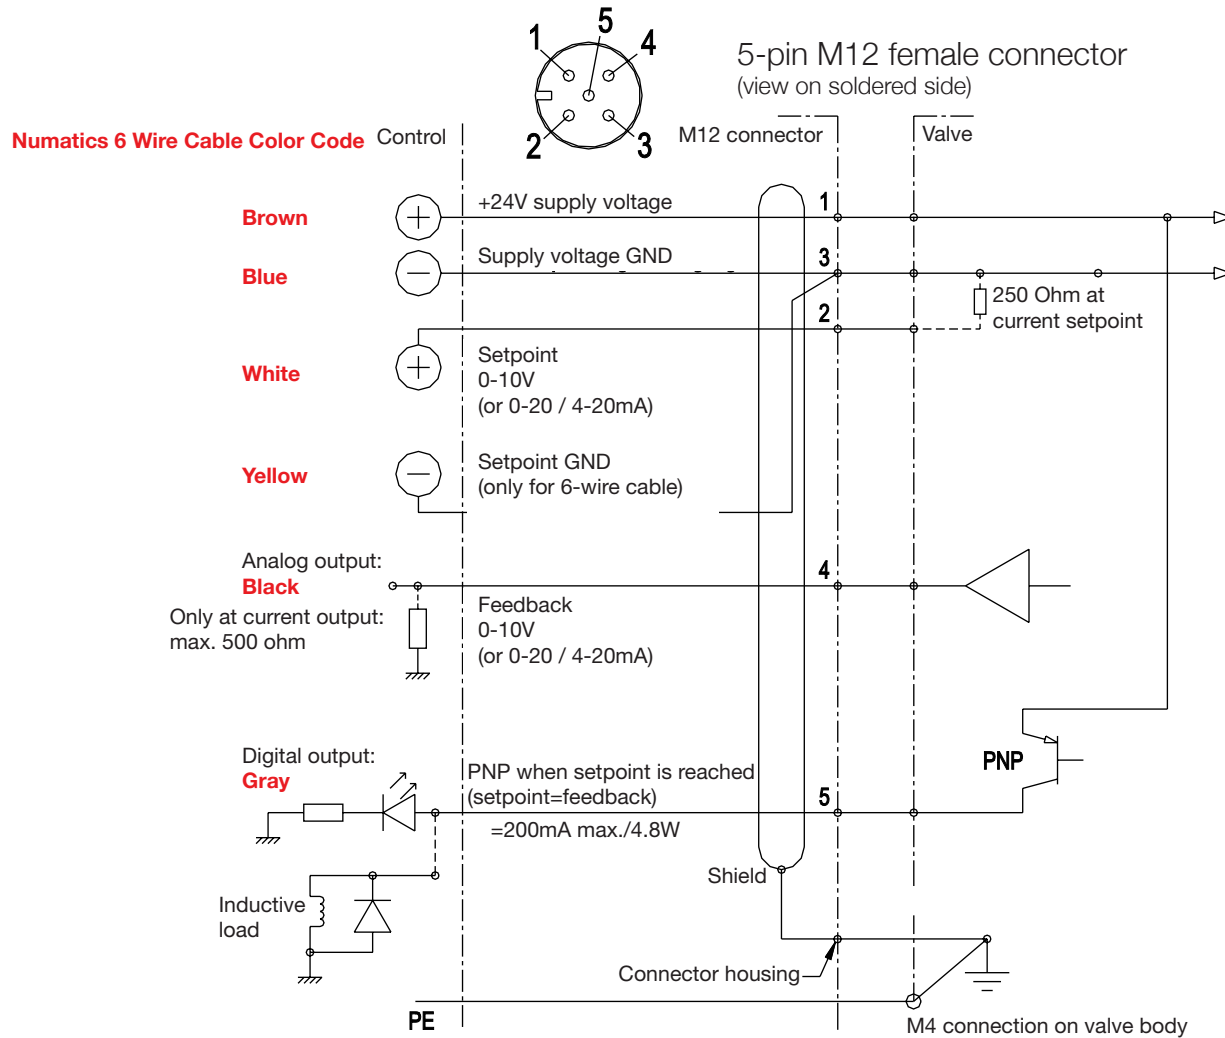 1
5
4
2
3
5-pin M12 female connector
(view on soldered side)
Numatics 6 Wire Cable Color Code
Control
M12 connector
Valve
Brown
+24V supply voltage
1
Blue
Supply voltage GND
3
250 Ohm at
current setpoint
2
White
Setpoint
0-10V
(or 0-20 / 4-20mA)
Yellow
Setpoint GND
(only for 6-wire cable)
Analog output:
Black
4
Only at current output:
max. 500 ohm
Feedback
0-10V
(or 0-20 / 4-20mA)
Digital output:
Gray
PNP when setpoint is reached
(setpoint=feedback)
=200mA max./4.8W
5
PNP
Shield
Inductive
load
Connector housing
PE
M4 connection on valve body